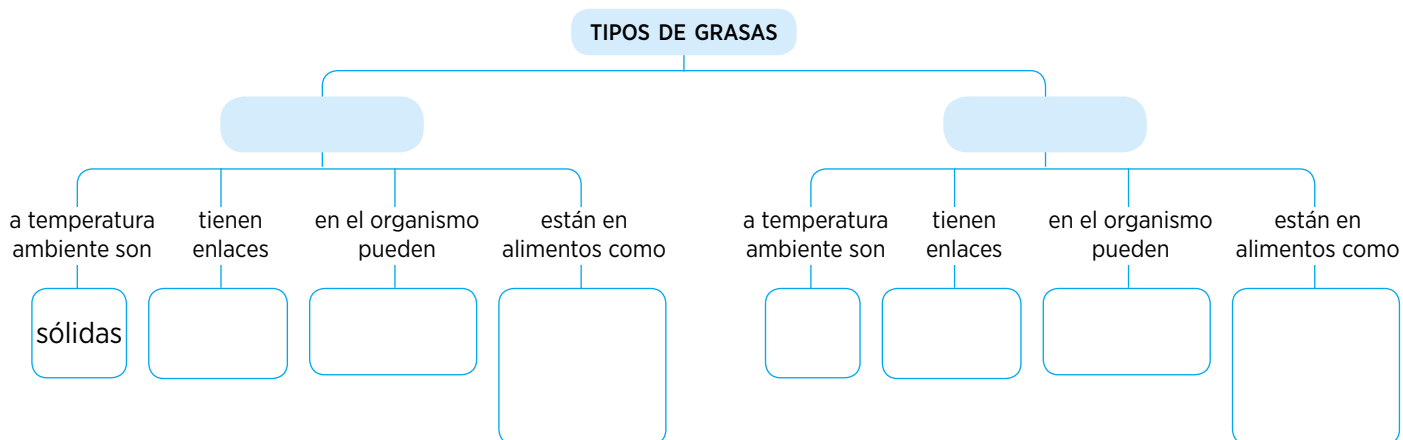 TIPOS DE GRASAS
a temperatura
ambiente son
tienen
enlaces
en el organismo
pueden
están en
alimentos como
sólidas
a temperatura
ambiente son
tienen
enlaces
en el organismo
pueden
están en
alimentos como